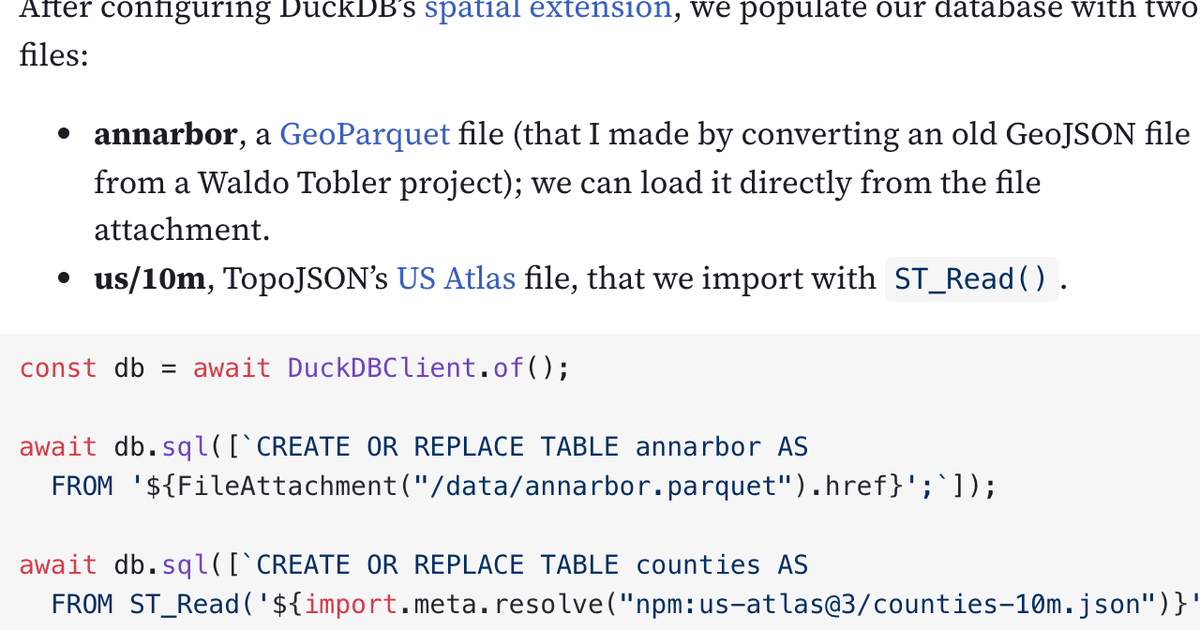 After configuring DuckDB's spatial extension, we populate our database with two
files:
• annarbor, a GeoParquet file (that I made by converting an old GeoJSON file
from a Waldo Tobler project); we can load it directly from the file
attachment.
• us/10m, TopoJSON’s US Atlas file, that we import with ST_Read() .
const db = await DuckDBClient.of();
await db.sql([`CREATE OR REPLACE TABLE annarbor AS
  FROM '${FileAttachment("/data/annarbor.parquet").href}';`]);
await db.sql([`CREATE OR REPLACE TABLE counties AS
  FROM ST_Read('${import.meta.resolve("npm:us-atlas@3/counties-10m.json")}'